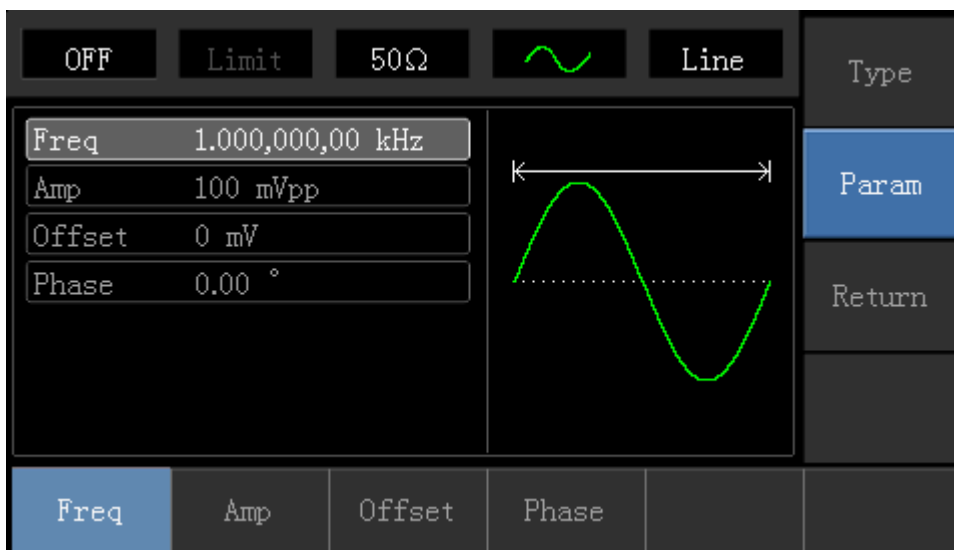 OFF Limit 50Ω Line
Type
Freq 1.000,000,00 kHz
Amp 100 mVpp
Param
Offset 0 mV
Phase 0.00 °
Return
Freq Amp Offset Phase